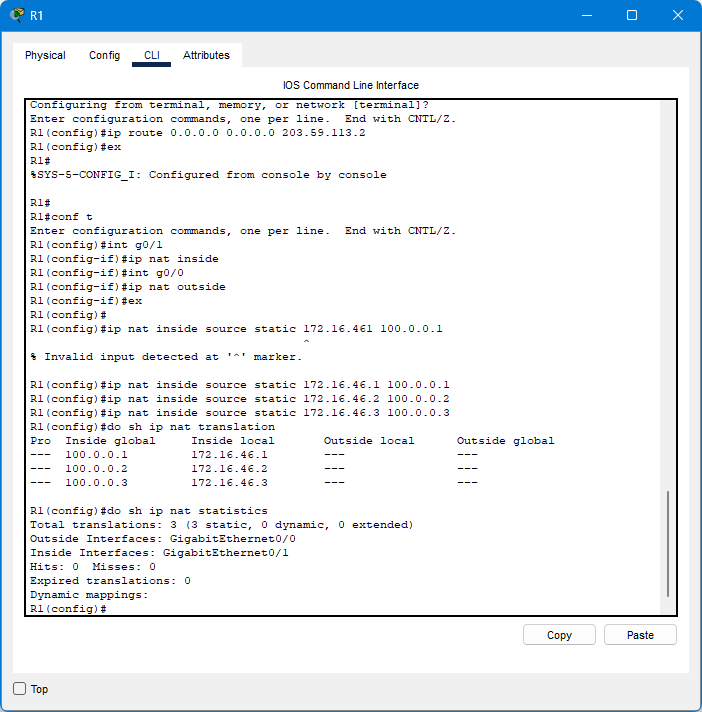 R1
Physical Config CLI Attributes
IOS Command Line Interface
Configuring from terminal, memory, or network [terminal]?
Enter configuration commands, one per line.  End with CNTL/Z.
R1(config)#ip route 0.0.0.0 0.0.0.0 203.59.113.2
R1(config)#ex
R1#
%SYS-5-CONFIG_I: Configured from console by console
R1#
R1#conf t
Enter configuration commands, one per line.  End with CNTL/Z.
R1(config)#int g0/1
R1(config-if)#ip nat inside
R1(config-if)#int g0/0
R1(config-if)#ip nat outside
R1(config-if)#ex
R1(config)#
R1(config)#ip nat inside source static 172.16.461 100.0.0.1
^
% Invalid input detected at '^' marker.
R1(config)#ip nat inside source static 172.16.46.1 100.0.0.1
R1(config)#ip nat inside source static 172.16.46.2 100.0.0.2
R1(config)#ip nat inside source static 172.16.46.3 100.0.0.3
R1(config)#do sh ip nat translation
Pro  Inside global     Inside local       Outside local      Outside global
---  100.0.0.1         172.16.46.1        ---                ---
---  100.0.0.2         172.16.46.2        ---                ---
---  100.0.0.3         172.16.46.3        ---                ---
R1(config)#do sh ip nat statistics
Total translations: 3 (3 static, 0 dynamic, 0 extended)
Outside Interfaces: GigabitEthernet0/0
Inside Interfaces: GigabitEthernet0/1
Hits: 0  Misses: 0
Expired translations: 0
Dynamic mappings:
R1(config)#
Copy Paste
Top